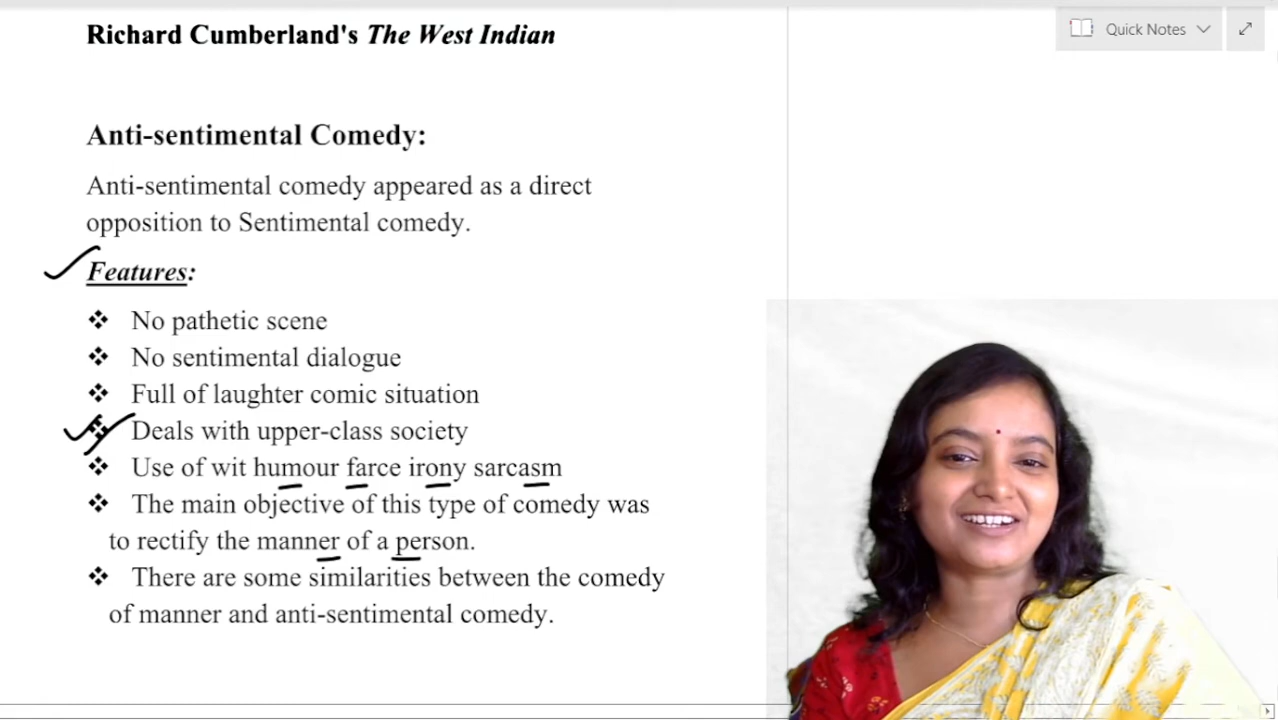 Richard Cumberland's The West Indian
Quick Notes
Anti-sentimental Comedy:
Anti-sentimental comedy appeared as a direct
opposition to Sentimental comedy.
Features:
❖ No pathetic scene
❖ No sentimental dialogue
❖ Full of laughter comic situation
❖ Deals with upper-class society
❖ Use of wit humour farce irony sarcasm
❖ The main objective of this type of comedy was
to rectify the manner of a person.
❖ There are some similarities between the comedy
of manner and anti-sentimental comedy.